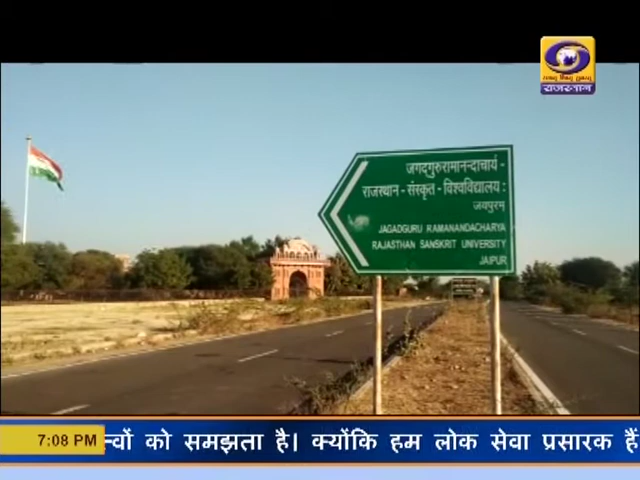 राजस्थान
जगद्गुरुरामानन्दाचार्य -
राजस्थान - संस्कृत - विश्वविद्यालय :
जयपुरम्
JAGADGURU RAMANANDACHARYA
RAJASTHAN SANSKRIT UNIVERSITY
JAIPUR
7:08 PM
को समझता है। क्योंकि हम लोक सेवा प्रसारक हैं